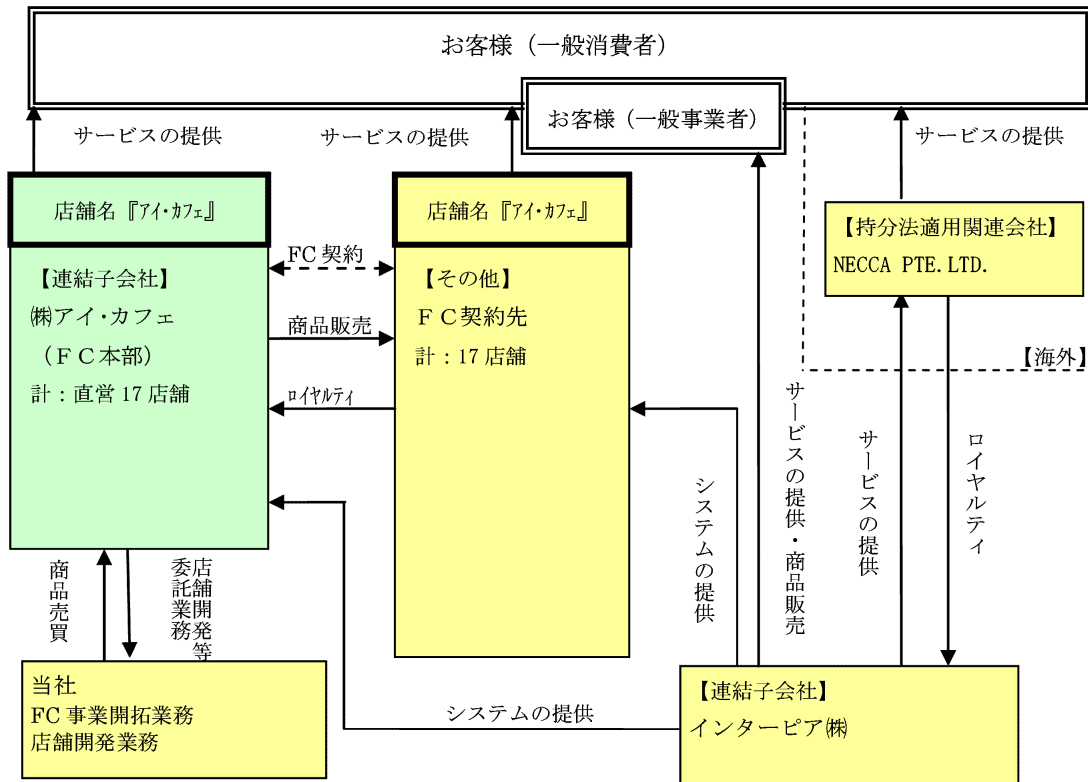 お客様（一般消費者）
お客様（一般事業者）
サービスの提供
サービスの提供
サービスの提供
店舗名『ｱｲ･ｶﾌｪ』
【連結子会社】
㈱アイ・カフェ
（ＦＣ本部）
計：直営 17 店舗
FC 契約
商品販売
ﾛｲﾔﾙﾃｨ
店舗名『ｱｲ･ｶﾌｪ』
【その他】
ＦＣ契約先
計：17 店舗
【持分法適用関連会社】
NECCA PTE.LTD.
【海外】
システムの提供
サービスの提供・商品販売
サービスの提供
ロイヤルティ
商品売買
店舗開発等
委託業務
当社
FC 事業開拓業務
店舗開発業務
システムの提供
【連結子会社】
インターピア㈱